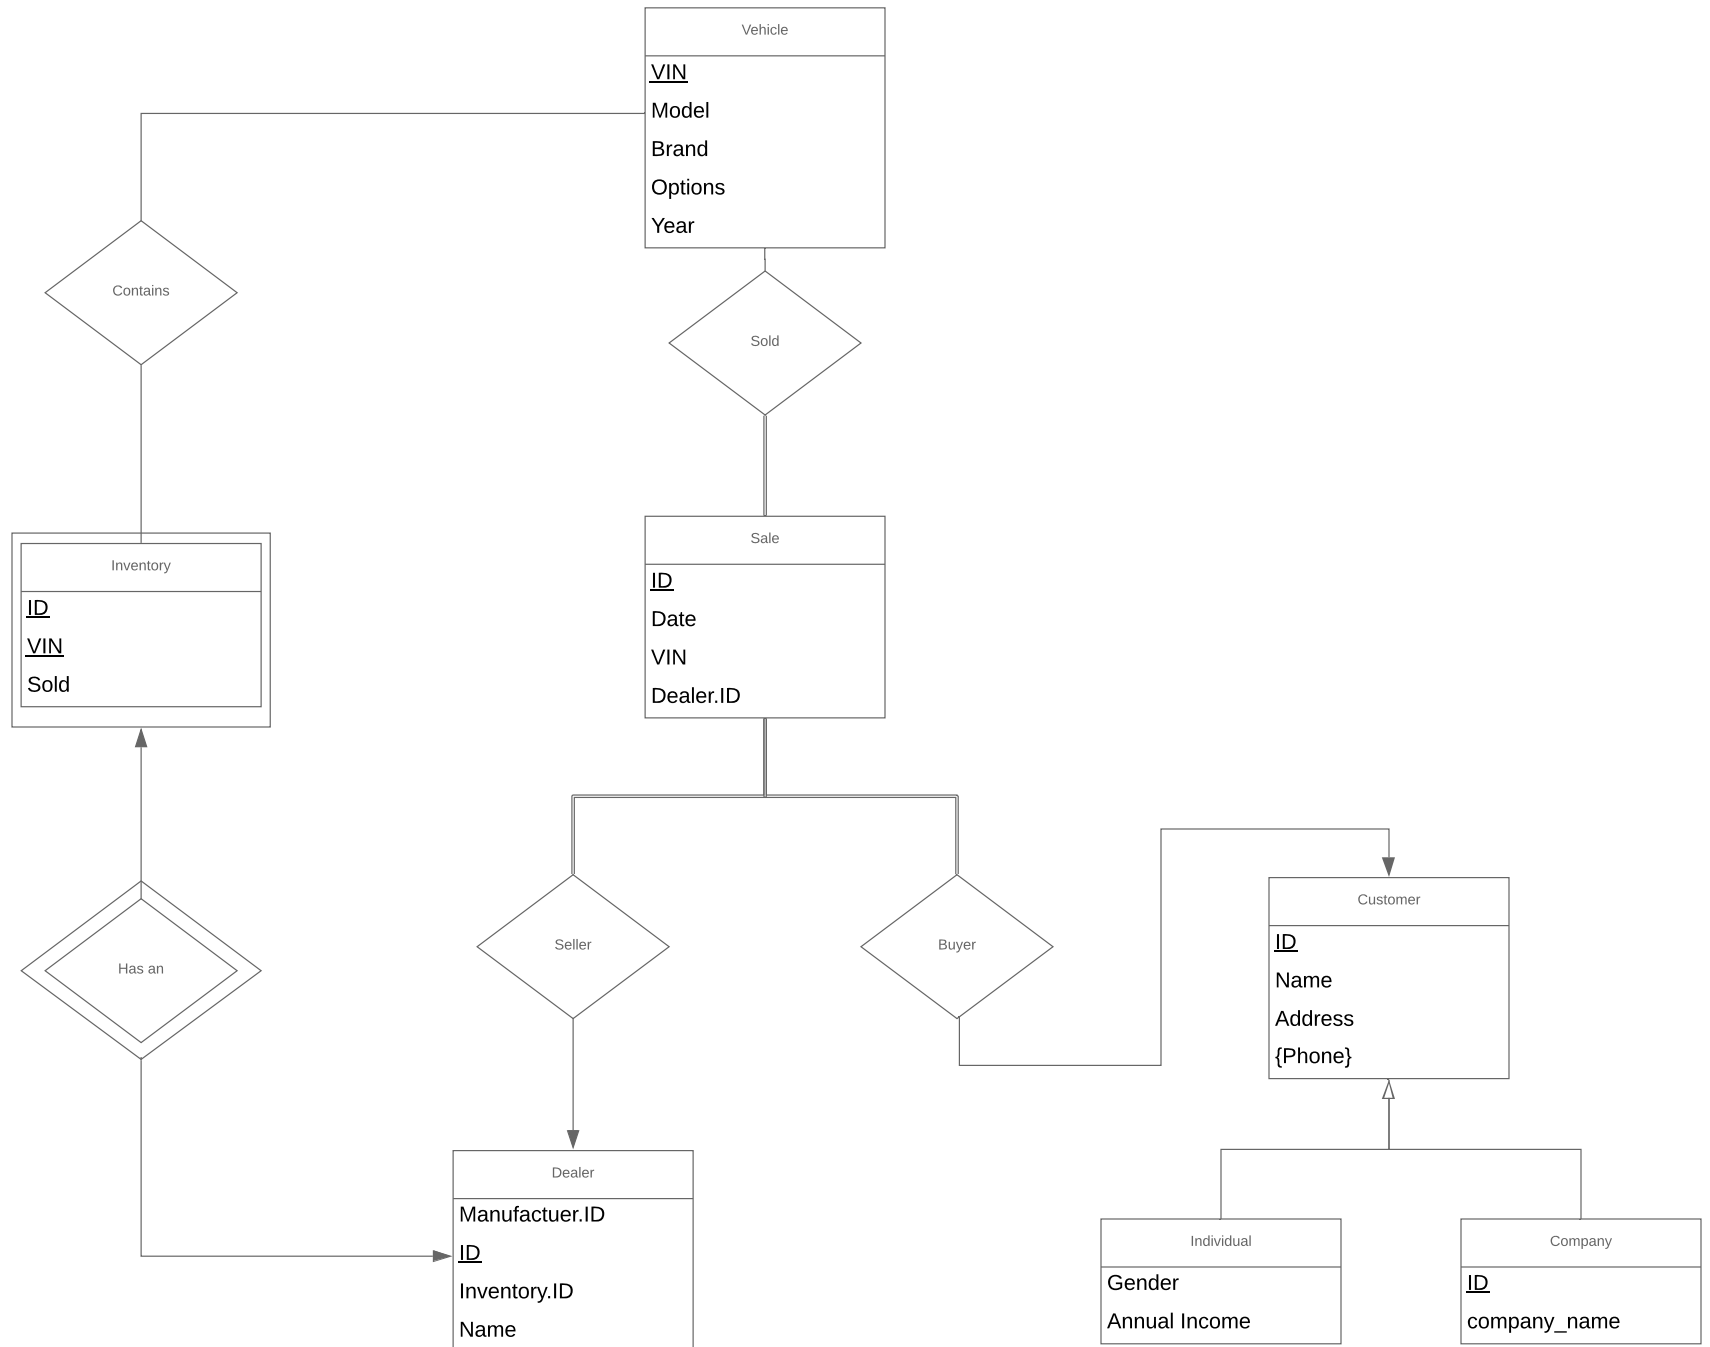 Vehicle
VIN
Model
Brand
Options
Year
Contains
Sold
Inventory
ID
VIN
Sold
Sale
ID
Date
VIN
Dealer.ID
Has an
Seller
Buyer
Customer
ID
Name
Address
{Phone}
Dealer
Manufactuer.ID
ID
Inventory.ID
Name
Individual
Gender
Annual Income
Company
ID
company_name